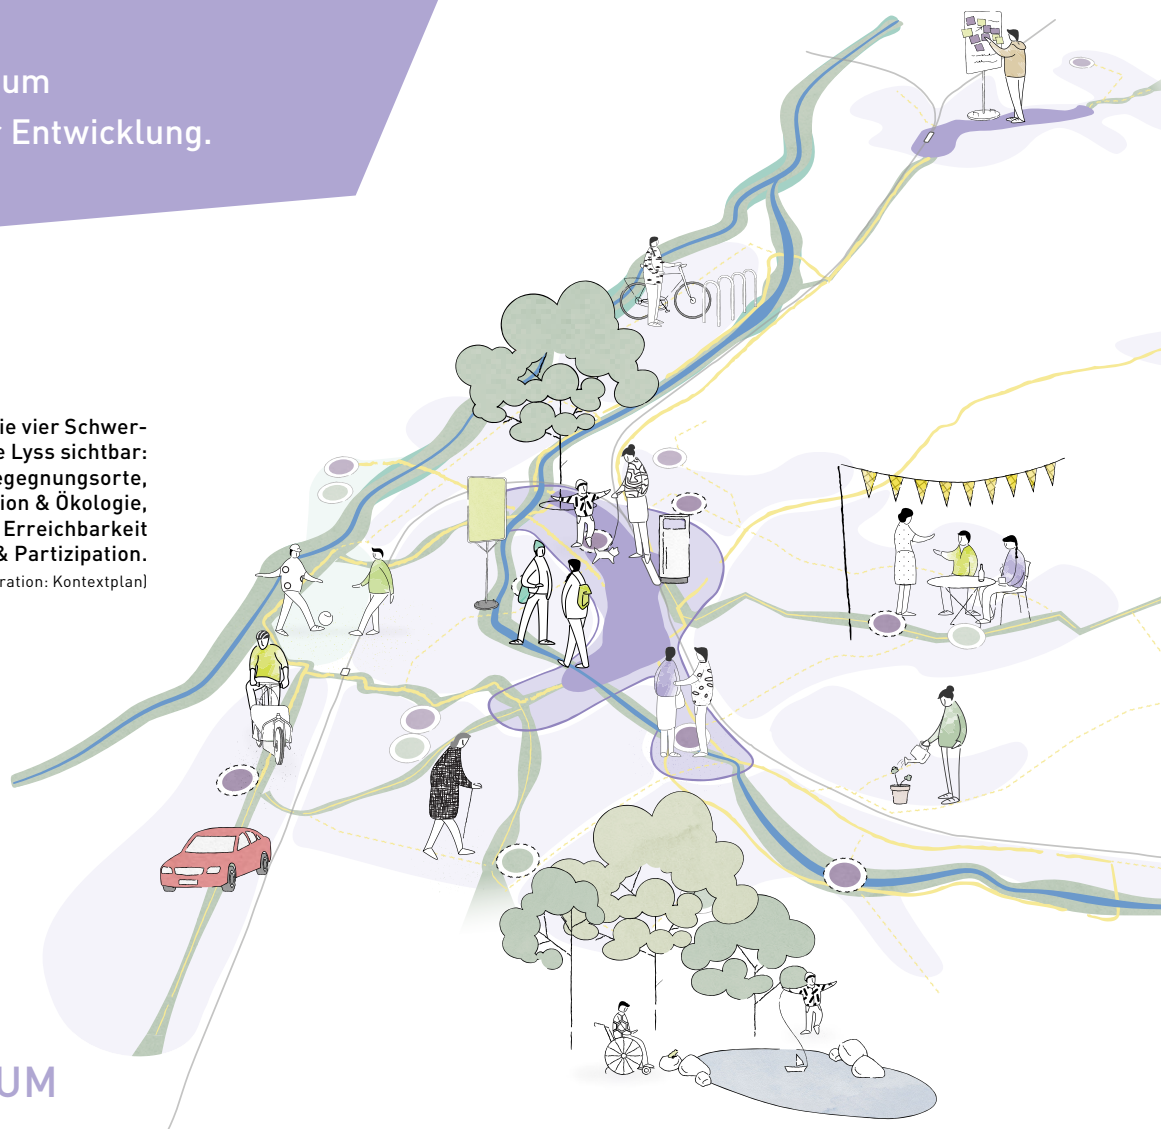 um
Entwicklung.
ie vier Schwer-
e Lyss sichtbar:
egegnungsorte,
ion & Ökologie,
Erreichbarkeit
& Partizipation.
ration: Kontextplan)
UM